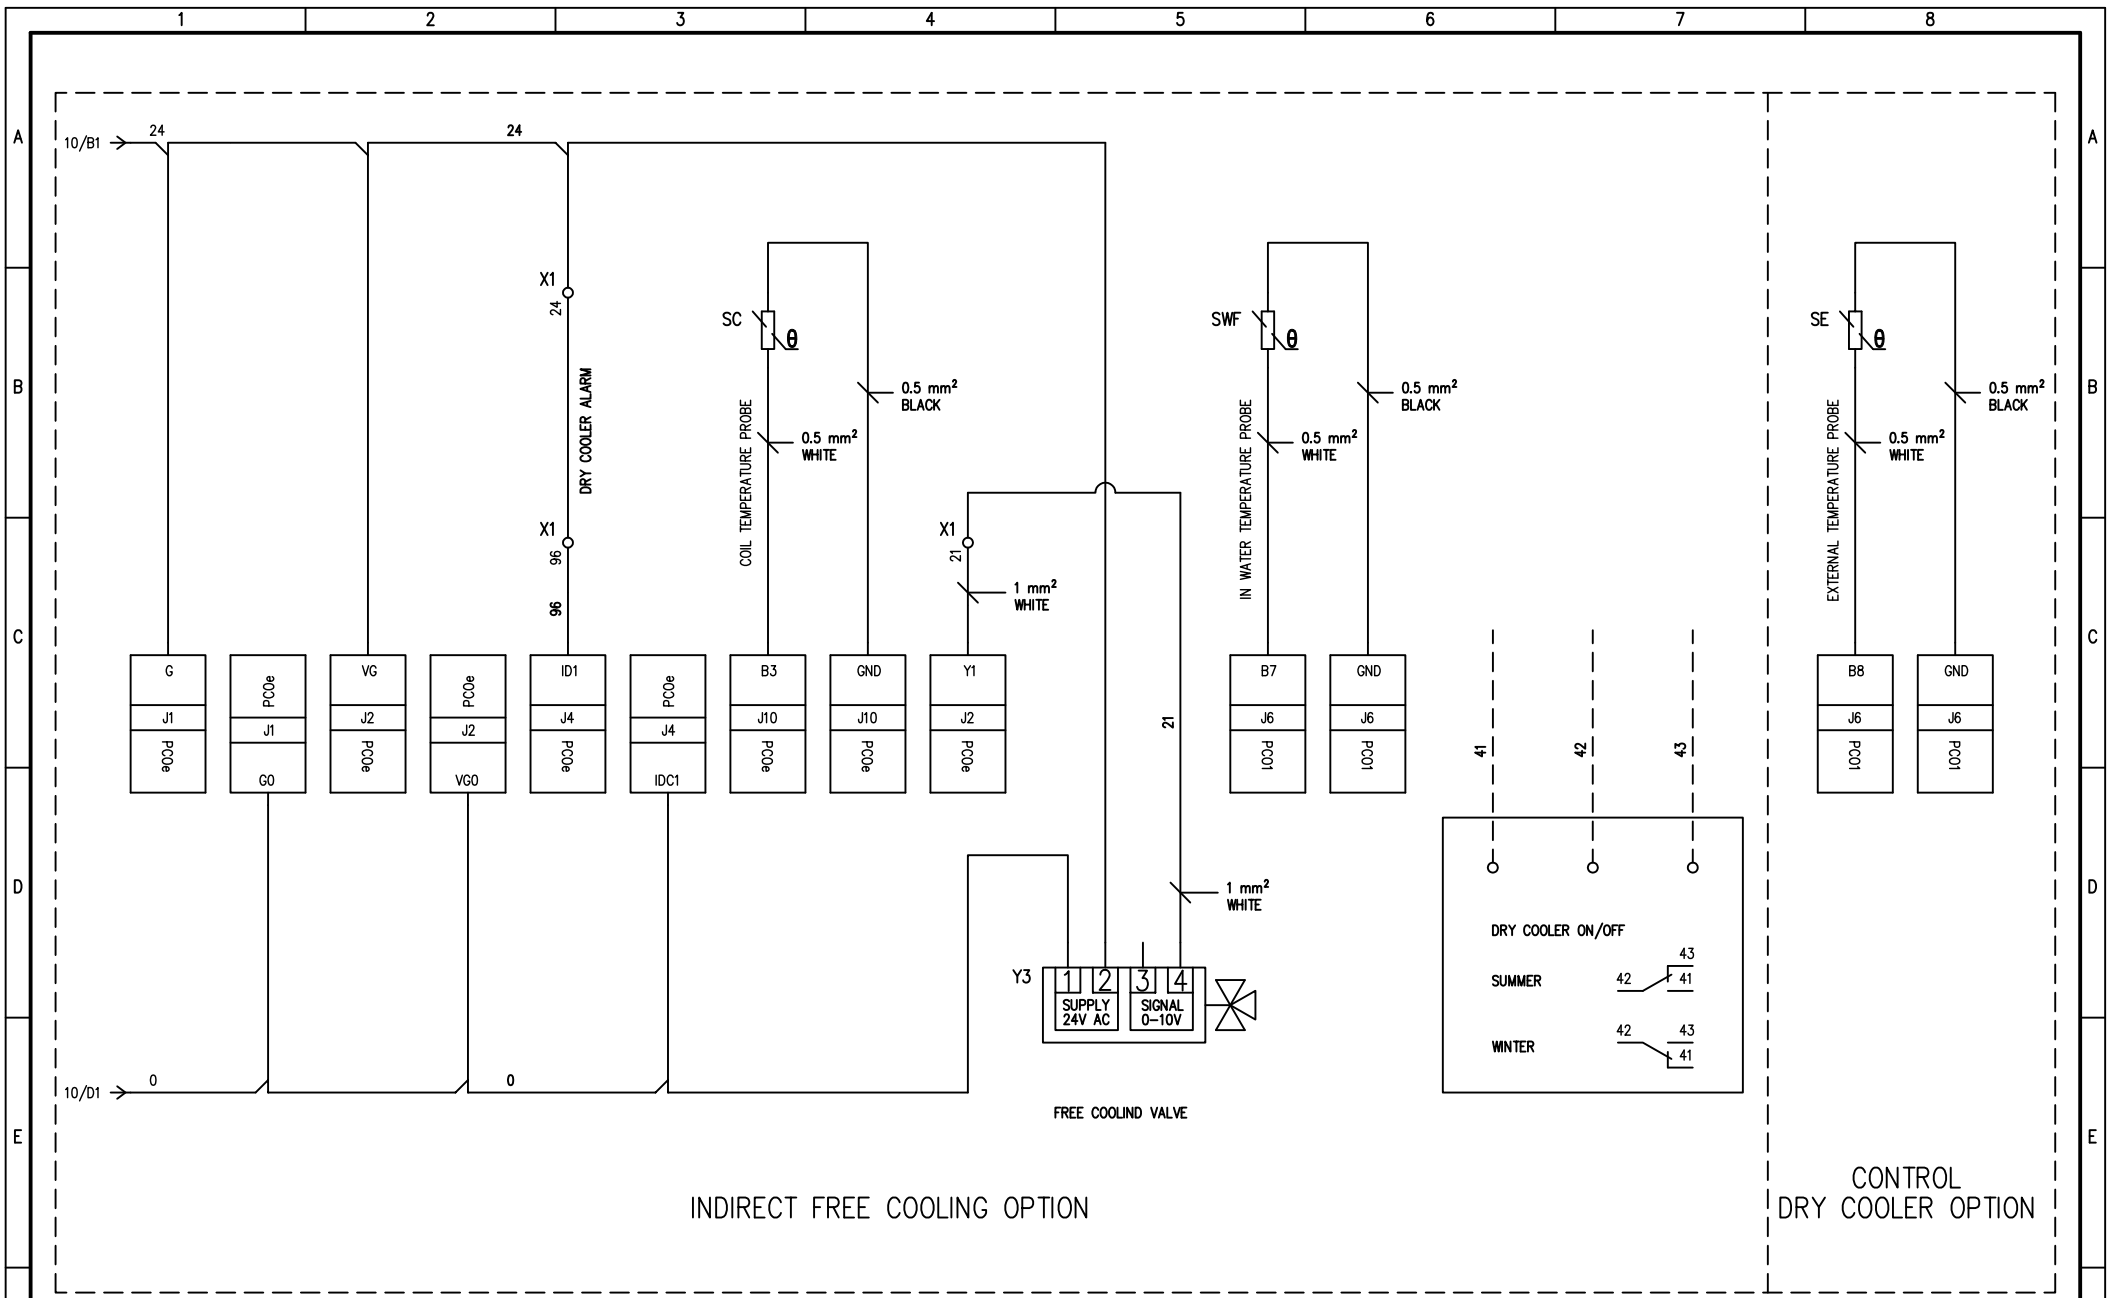 1 2 3 4 5 6 7 8
A A
10/B1 24 24
X1
24
SC θ
SWF θ
SE θ
B B
DRY COOLER ALARM
COIL TEMPERATURE PROBE
0.5 mm²
BLACK
0.5 mm²
WHITE
IN WATER TEMPERATURE PROBE
0.5 mm²
BLACK
0.5 mm²
WHITE
EXTERNAL TEMPERATURE PROBE
0.5 mm²
BLACK
0.5 mm²
WHITE
X1
96
96
X1
21
1 mm²
WHITE
C C
G
J1
PCOe
PCOe
J1
G0
VG
J2
PCOe
PCOe
J2
VG0
ID1
J4
PCOe
PCOe
J4
IDC1
B3
J10
PCOe
GND
J10
PCOe
Y1
J2
PCOe
21
B7
J6
PCO1
GND
J6
PCO1
41 42 43
B8
J6
PCO1
GND
J6
PCO1
D D
1 mm²
WHITE
Y3 1 2 3 4
SUPPLY
24V AC
SIGNAL
0-10V
DRY COOLER ON/OFF
43
SUMMER 42 41
42 43
WINTER 41
10/D1 0 0
FREE COOLIND VALVE
E E
INDIRECT FREE COOLING OPTION
CONTROL
DRY COOLER OPTION